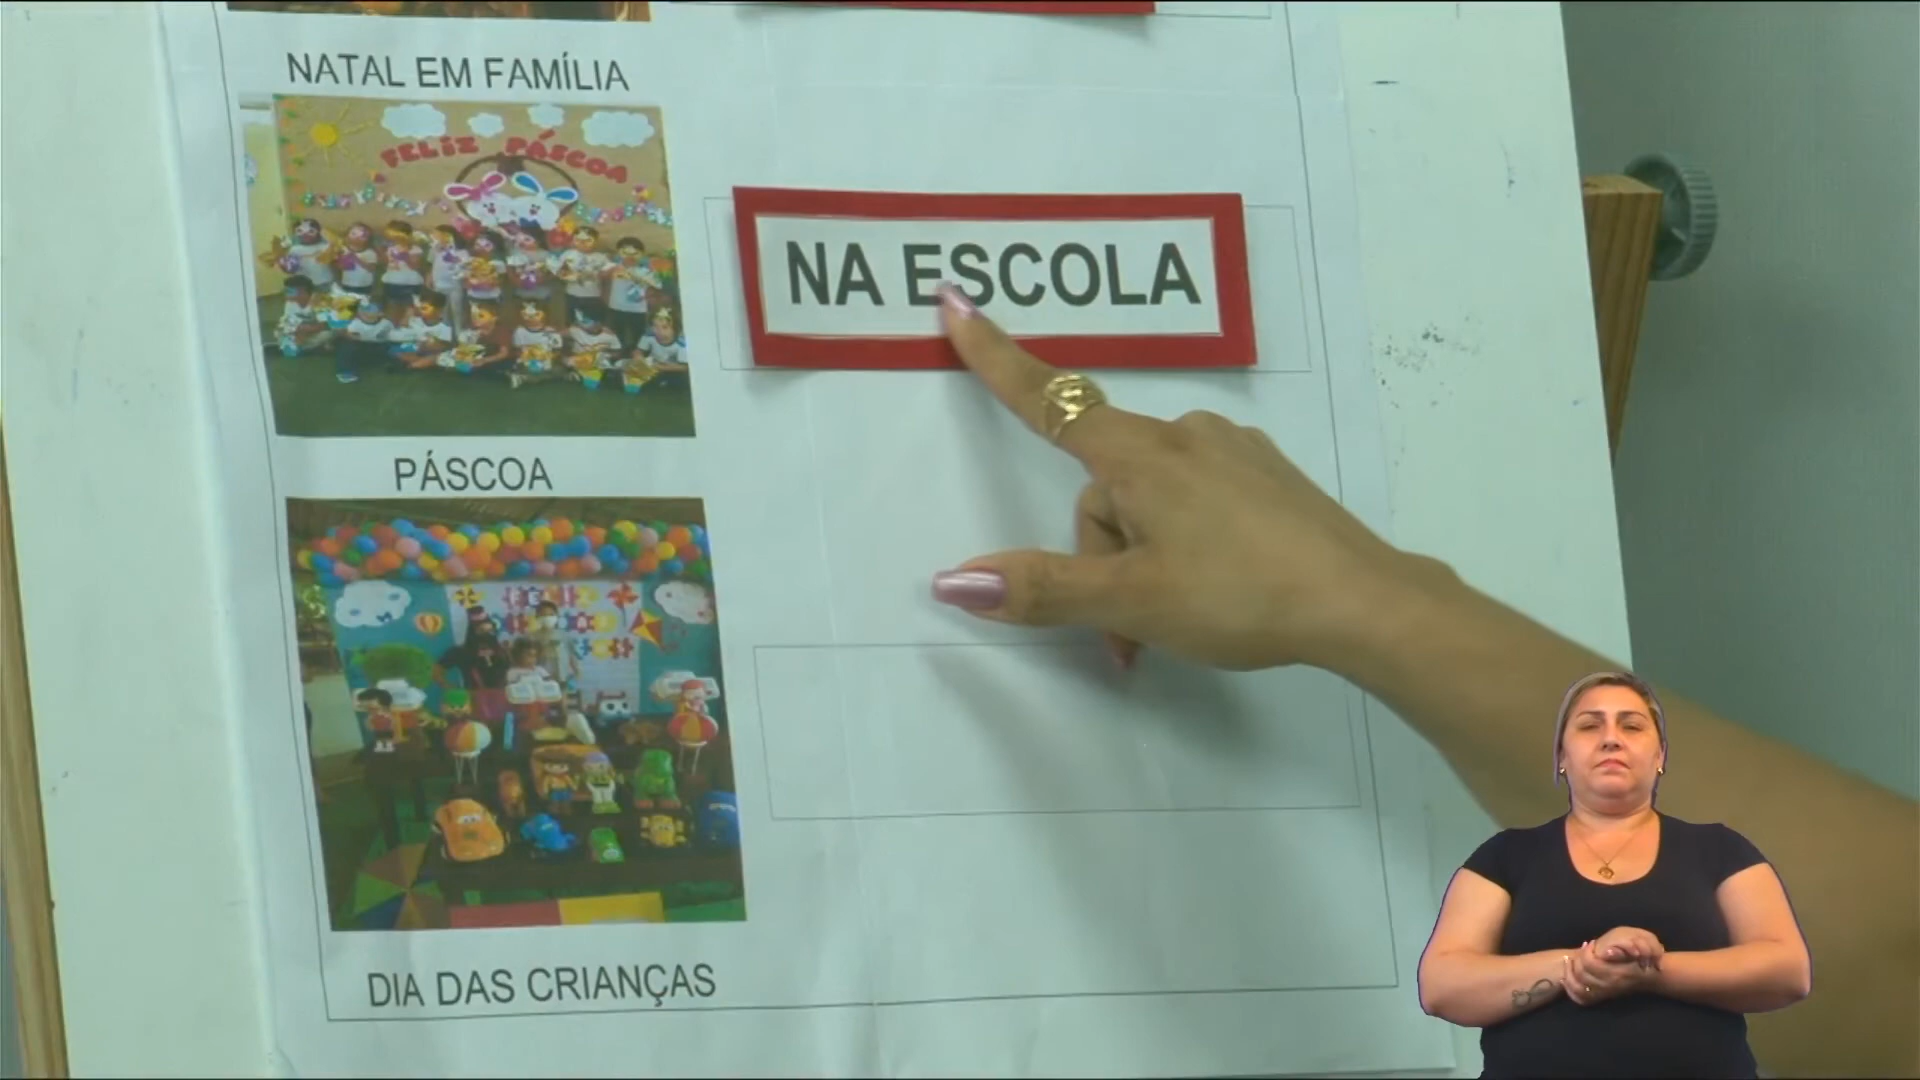 NATAL EM FAMÍLIA
FELIZ PÁSCOA
NA ESCOLA
PÁSCOA
DIA DAS CRIANÇAS